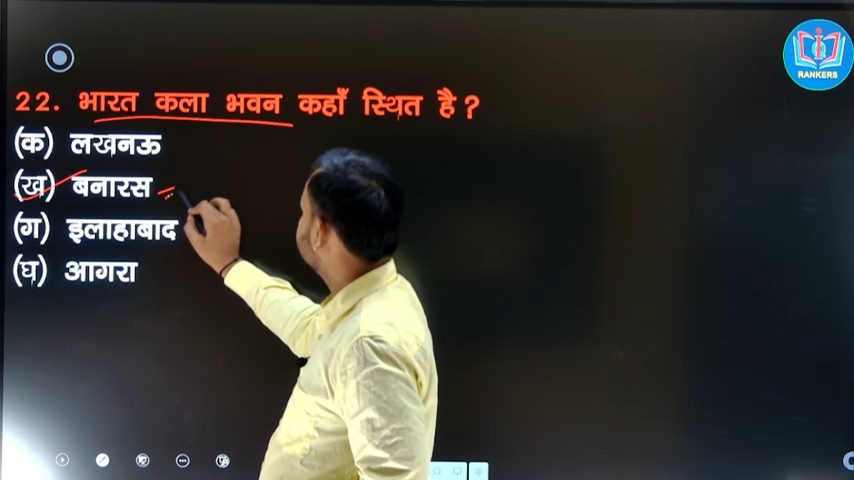 22. भारत कला भवन कहाँ स्थित है?
(क) लखनऊ
(ख) बनारस
(ग) इलाहाबाद
(घ) आगरा
RANKERS